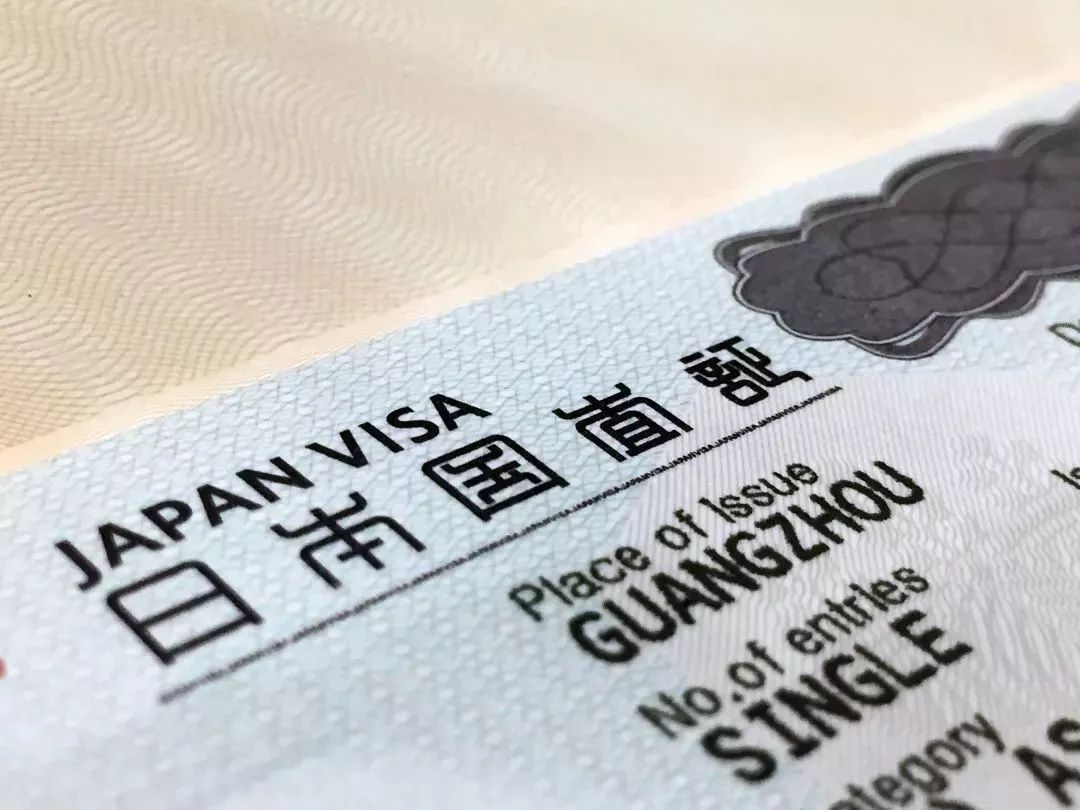 JAPAN VISA
日本国査証
Place of Issue
GUANGZHOU
No.of entries
SINGLE